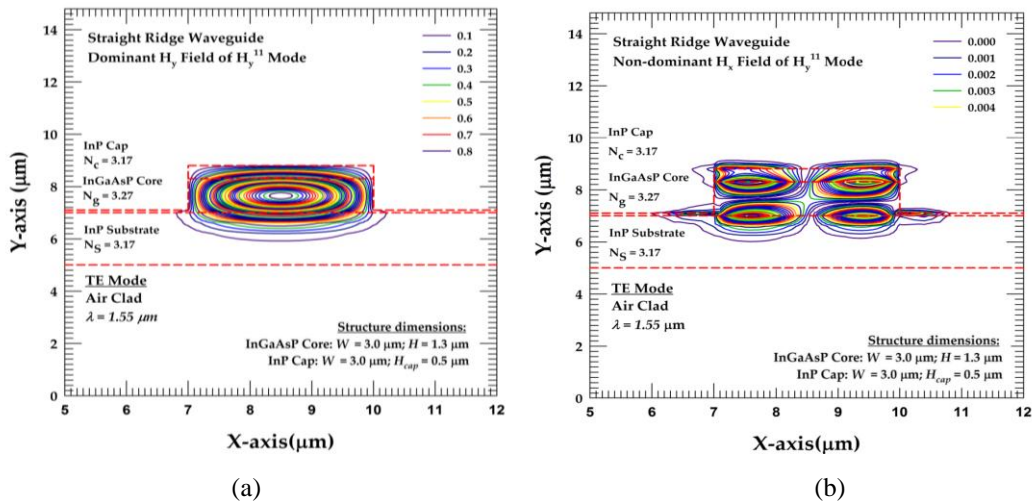 Straight Ridge Waveguide
Dominant Hy Field of Hy11 Mode
0.1
0.2
0.3
0.4
0.5
0.6
0.7
0.8
InP Cap
Nc = 3.17
InGaAsP Core
Ng = 3.27
InP Substrate
NS = 3.17
TE Mode
Air Clad
λ = 1.55 μm
Structure dimensions:
InGaAsP Core: W = 3.0 μm; H = 1.3 μm
InP Cap: W = 3.0 μm; Hcap = 0.5 μm
Y-axis (μm)
14
12
10
8
6
4
2
0
5 6 7 8 9 10 11 12
X-axis(μm)
(a)
Straight Ridge Waveguide
Non-dominant Hx Field of Hy11 Mode
0.000
0.001
0.002
0.003
0.004
InP Cap
Nc = 3.17
InGaAsP Core
Ng = 3.27
InP Substrate
NS = 3.17
TE Mode
Air Clad
λ = 1.55 μm
Structure dimensions:
InGaAsP Core: W = 3.0 μm; H = 1.3 μm
InP Cap: W = 3.0 μm; Hcap = 0.5 μm
Y-axis (μm)
14
12
10
8
6
4
2
0
5 6 7 8 9 10 11 12
X-axis(μm)
(b)